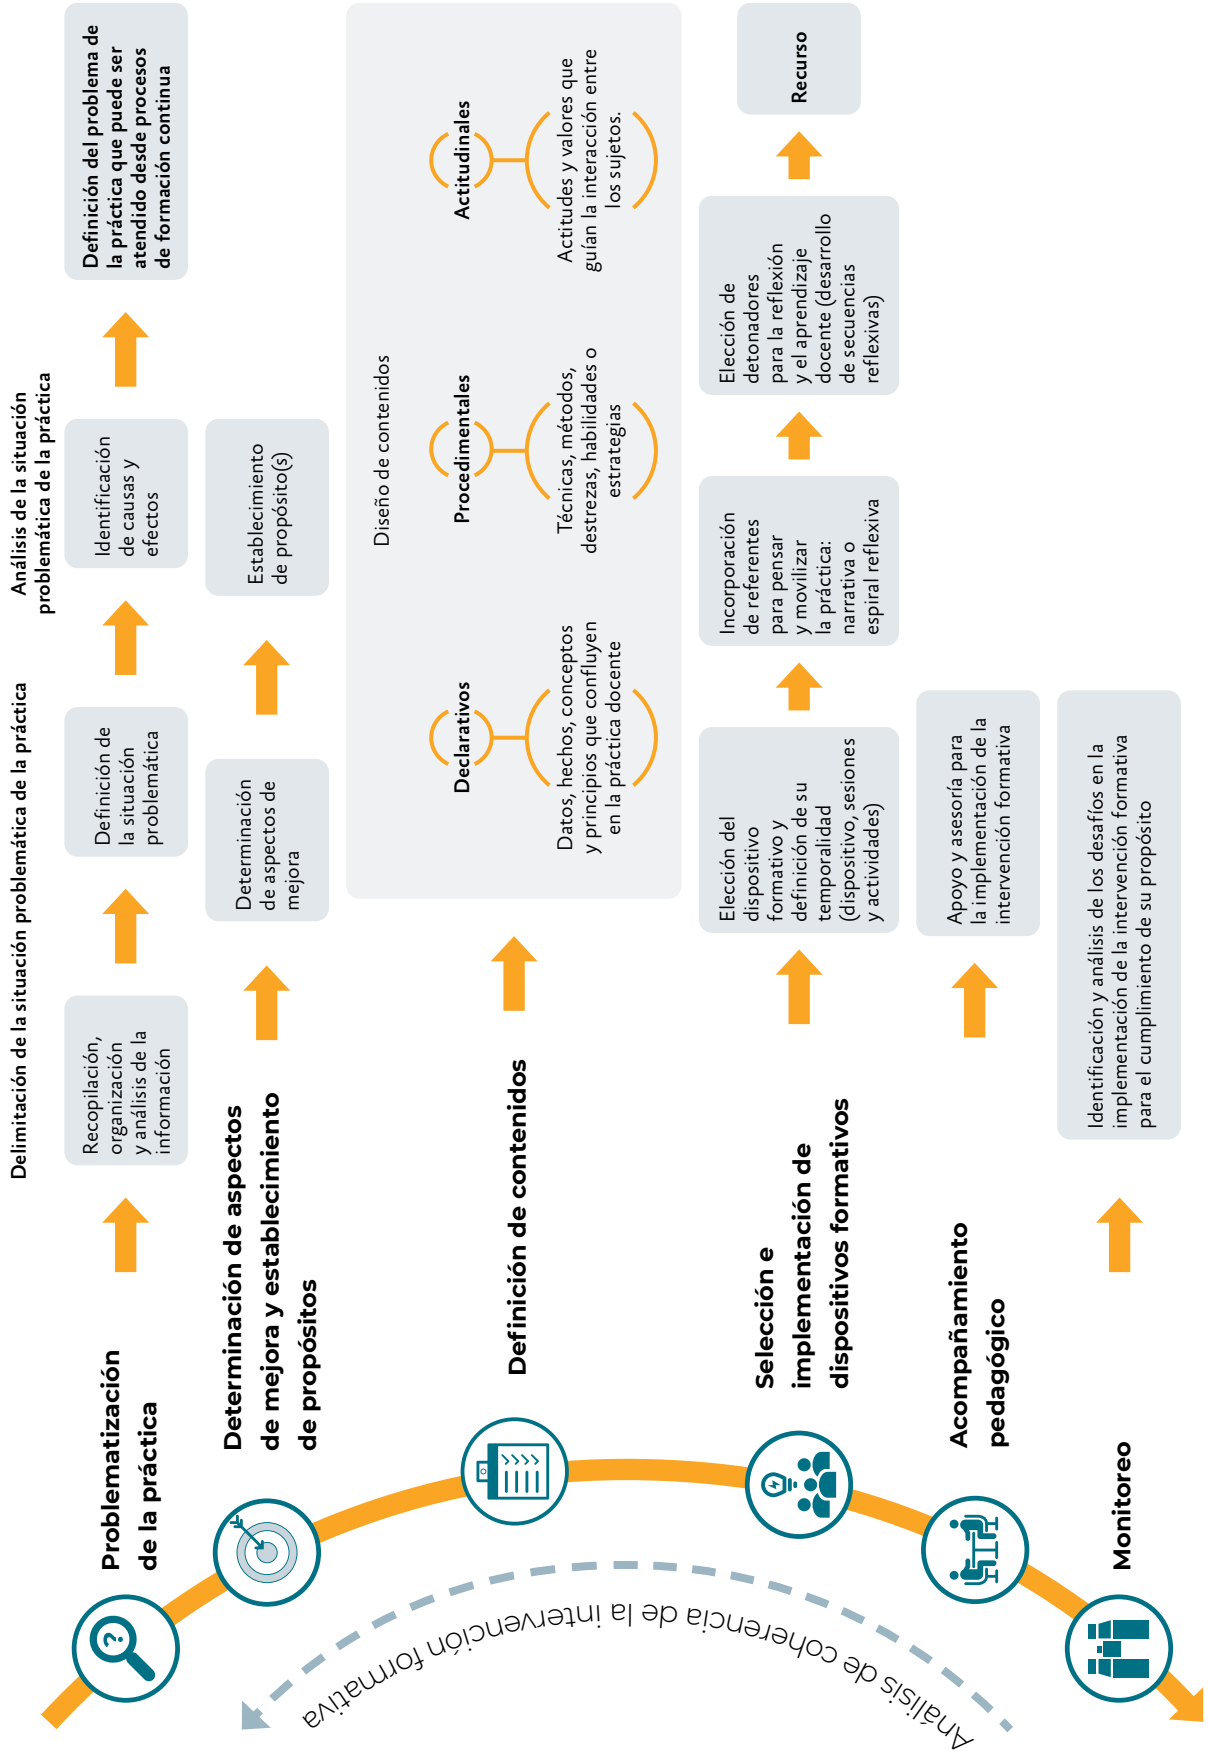 Delimitación de la situación problemática de la práctica
Análisis de la situación
problemática de la práctica
Problematización
de la práctica
Recopilación,
organización
y análisis de la
información
Definición de
la situación
problemática
Identificación
de causas y
efectos
Definición del problema de
la práctica que puede ser
atendido desde procesos
de formación continua
Determinación de aspectos
de mejora y establecimiento
de propósitos
Determinación
de aspectos de
mejora
Establecimiento
de propósito(s)
Definición de contenidos
Diseño de contenidos
Declarativos
Datos, hechos, conceptos
y principios que confluyen
en la práctica docente
Procedimentales
Técnicas, métodos,
destrezas, habilidades o
estrategias
Actitudinales
Actitudes y valores que
guían la interacción entre
los sujetos.
Selección e
implementación de
dispositivos formativos
Elección del
dispositivo
formativo y
definición de su
temporalidad
(dispositivo, sesiones
y actividades)
Incorporación
de referentes
para pensar
y movilizar
la práctica:
narrativa o
espiral reflexiva
Elección de
detonadores
para la reflexión
y el aprendizaje
docente (desarrollo
de secuencias
reflexivas)
Recurso
Acompañamiento
pedagógico
Apoyo y asesoría para
la implementación de la
intervención formativa
Monitoreo
Identificación y análisis de los desafíos en la
implementación de la intervención formativa
para el cumplimiento de su propósito
Análisis de coherencia de la intervención formativa
?